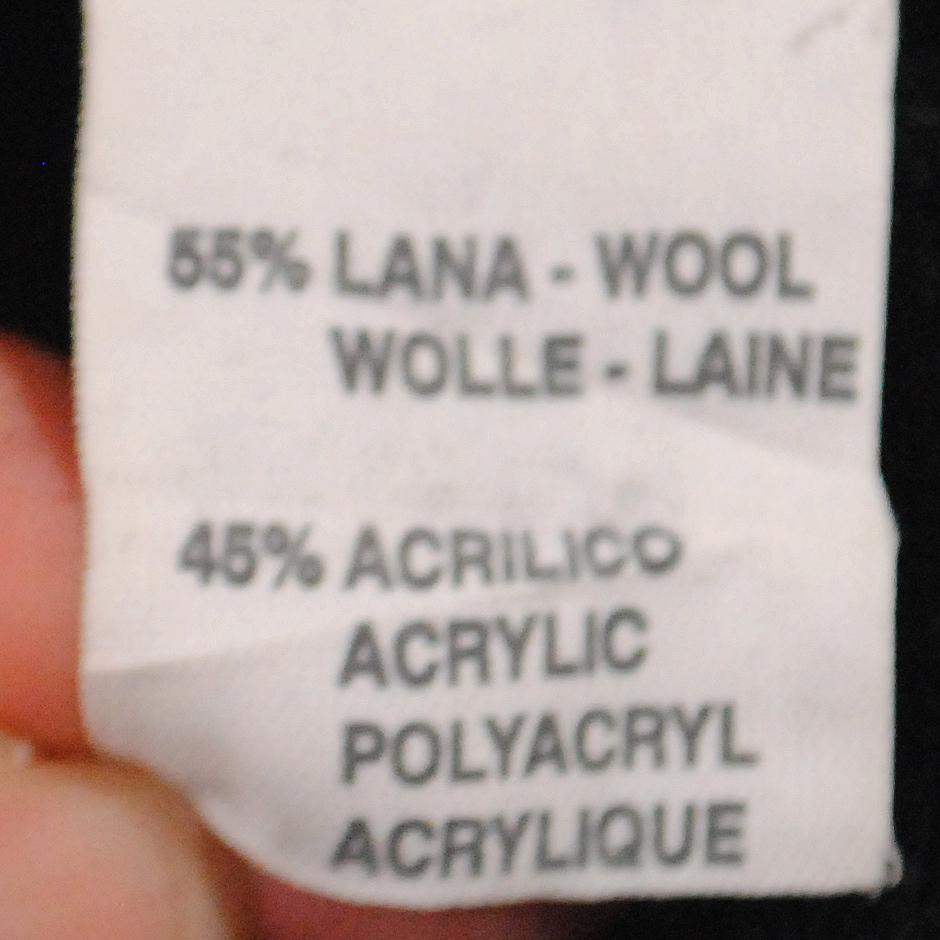 55% LANA - WOOL
WOLLE - LAINE
45% ACRILICO
ACRYLIC
POLYACRYL
ACRYLIQUE